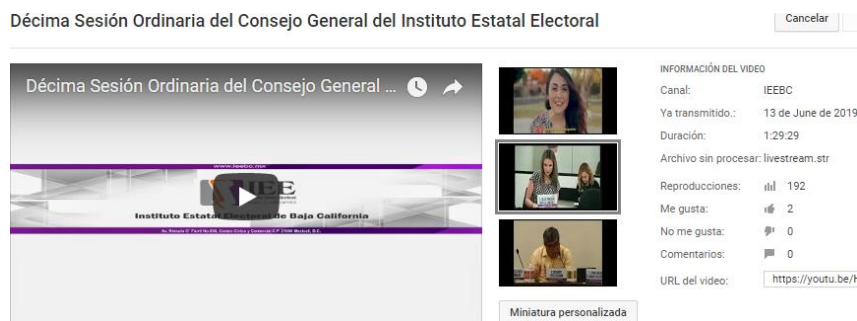 Décima Sesión Ordinaria del Consejo General del Instituto Estatal Electoral
Cancelar
Décima Sesión Ordinaria del Consejo General ...
www.ieebc.mx
IEE
Instituto Estatal Electoral de Baja California
INFORMACIÓN DEL VIDEO
Canal: IEEBC
Ya transmitido.: 13 de June de 2019
Duración: 1:29:29
Archivo sin procesar: livestream.str
Reproducciones: 192
Me gusta: 2
No me gusta: 0
Comentarios: 0
URL del video: https://youtu.be/H
Miniatura personalizada